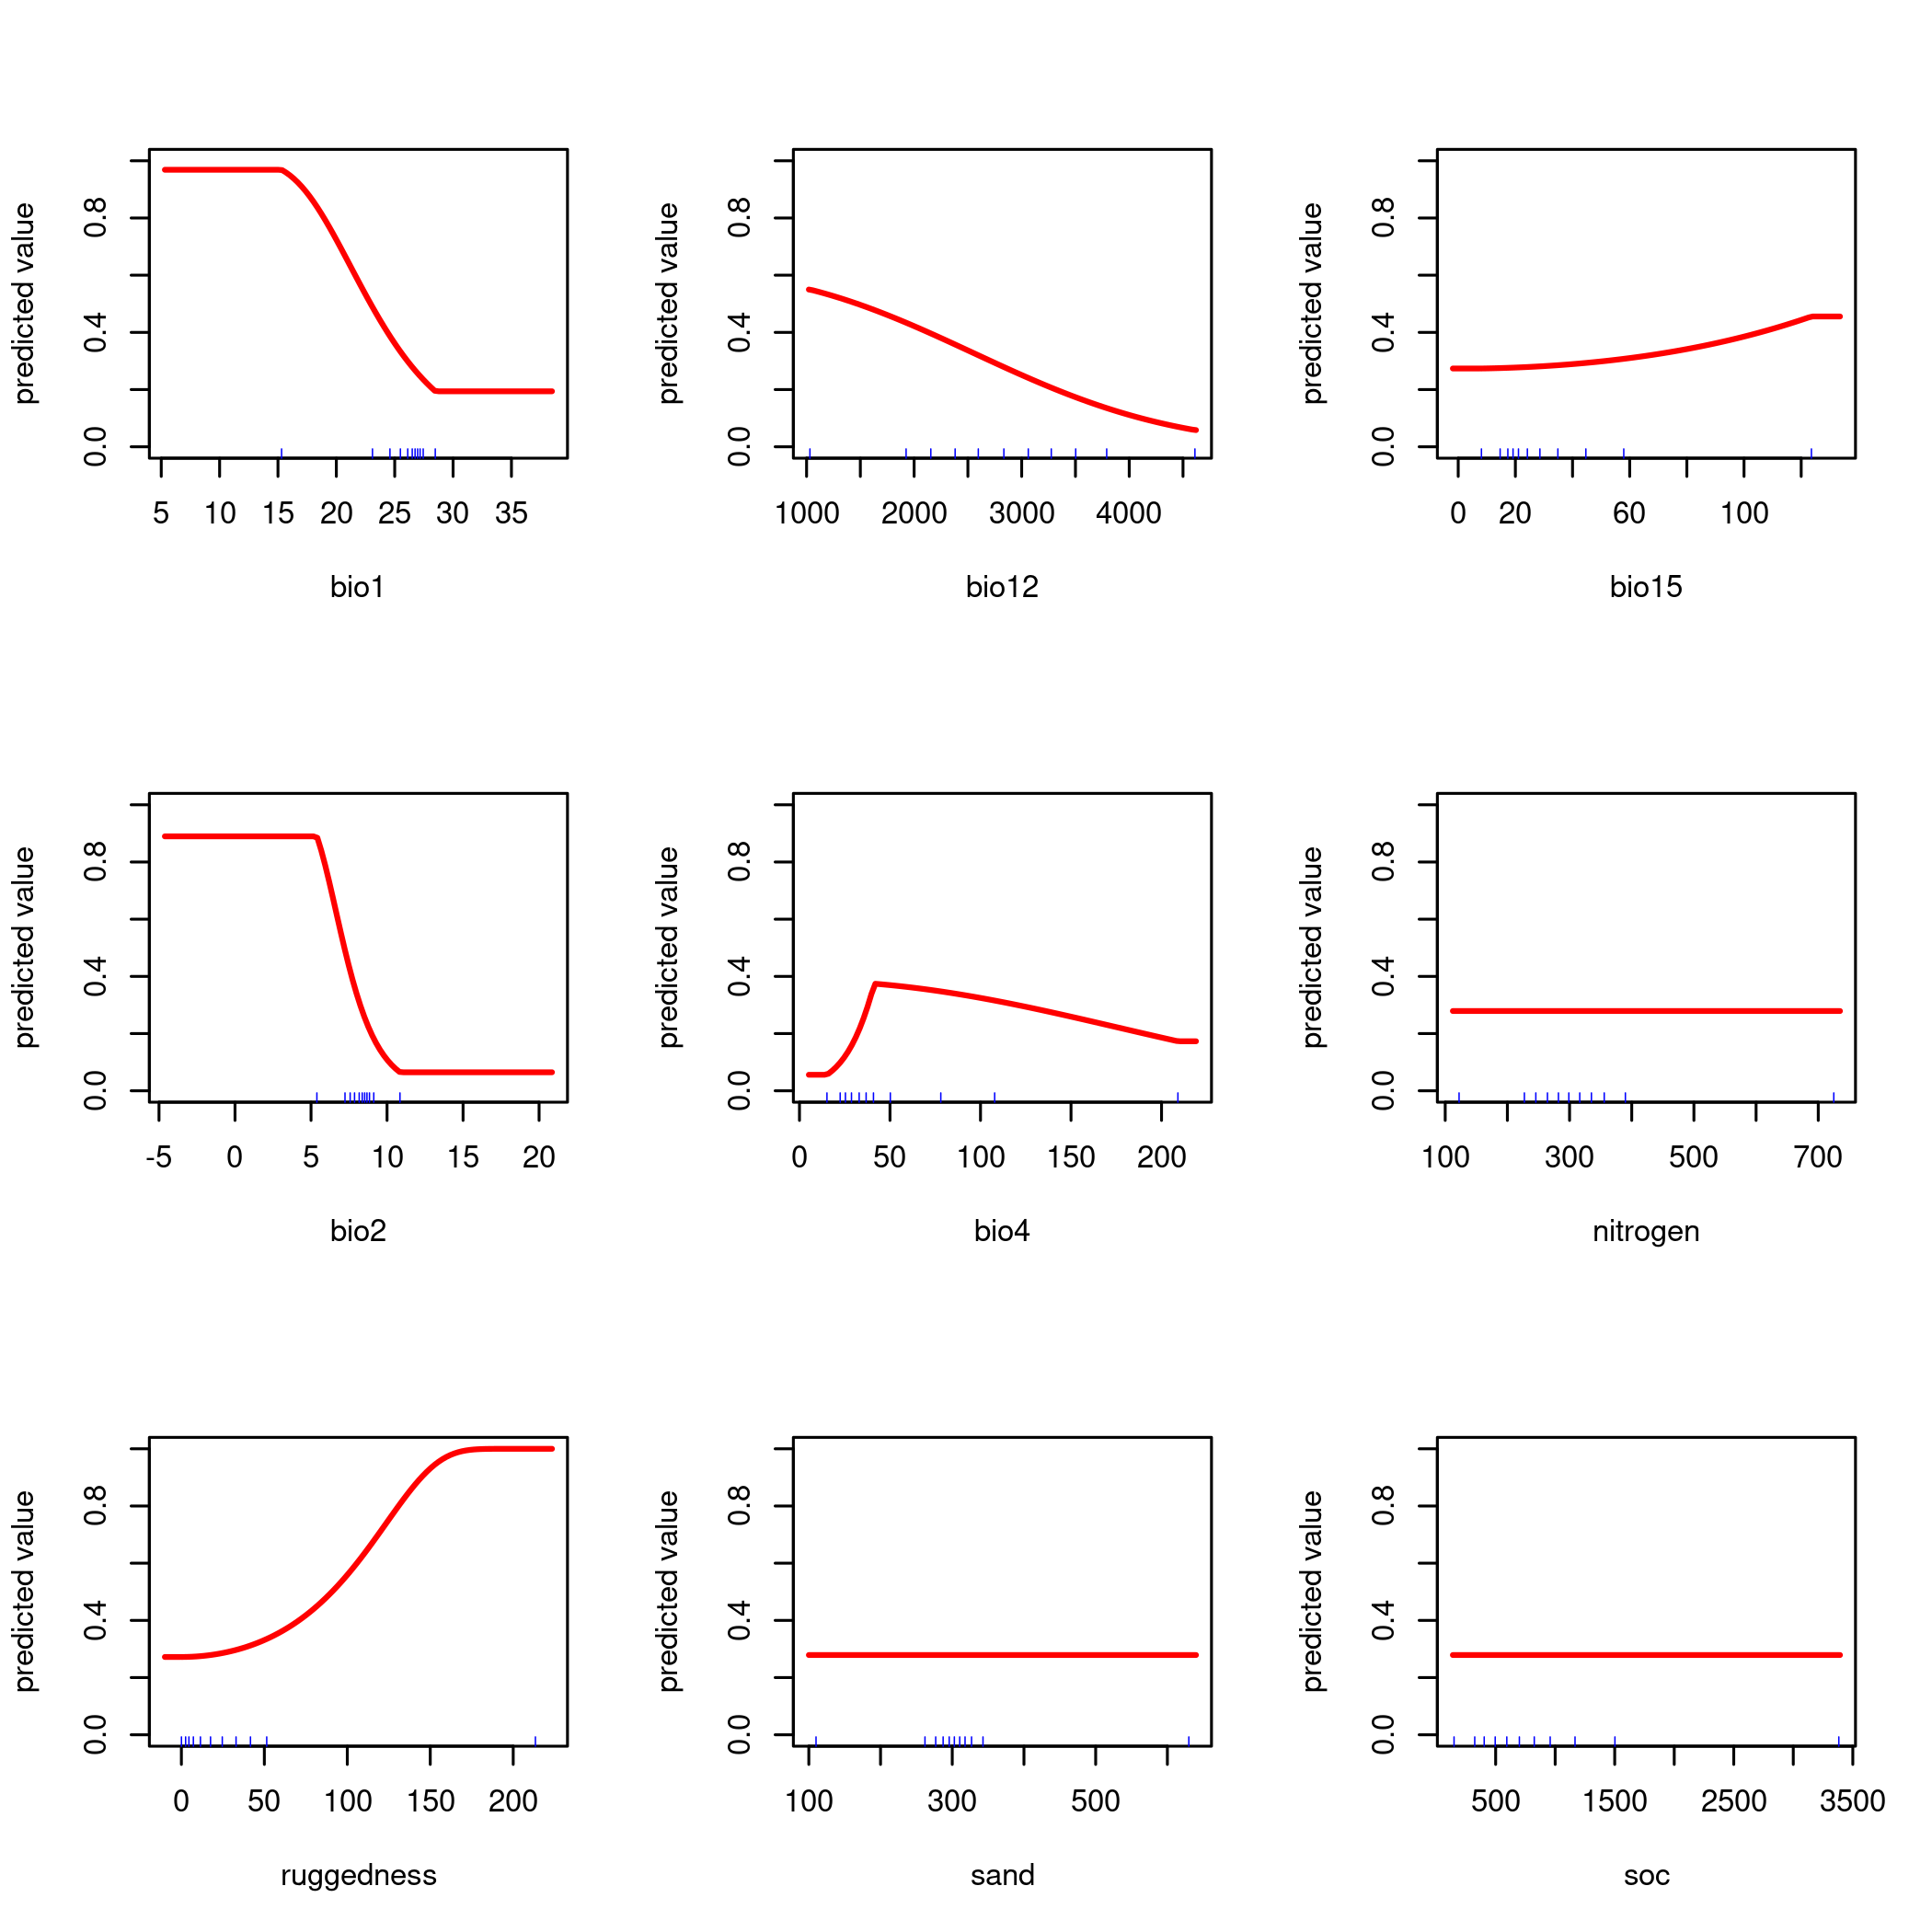 predicted value
0.0 0.4 0.8
5 10 15 20 25 30 35
bio1
predicted value
0.0 0.4 0.8
1000 2000 3000 4000
bio12
predicted value
0.0 0.4 0.8
0 20 60 100
bio15
predicted value
0.0 0.4 0.8
-5 0 5 10 15 20
bio2
predicted value
0.0 0.4 0.8
0 50 100 150 200
bio4
predicted value
0.0 0.4 0.8
100 300 500 700
nitrogen
predicted value
0.0 0.4 0.8
0 50 100 150 200
ruggedness
predicted value
0.0 0.4 0.8
100 300 500
sand
predicted value
0.0 0.4 0.8
500 1500 2500 3500
soc